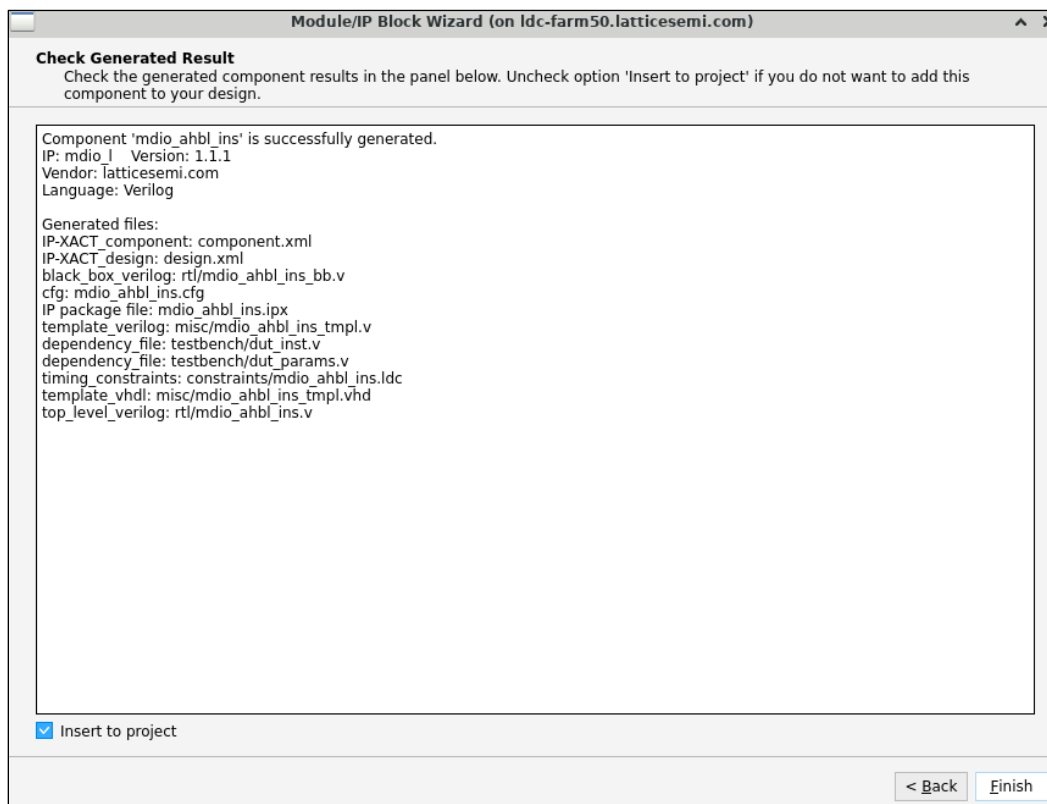 Module/IP Block Wizard (on ldc-farm50.latticesemi.com)
Check Generated Result
Check the generated component results in the panel below. Uncheck option 'Insert to project' if you do not want to add this
component to your design.
Component 'mdio_ahbl_ins' is successfully generated.
IP: mdio_l    Version: 1.1.1
Vendor: latticesemi.com
Language: Verilog
Generated files:
IP-XACT_component: component.xml
IP-XACT_design: design.xml
black_box_verilog: rtl/mdio_ahbl_ins_bb.v
cfg: mdio_ahbl_ins.cfg
IP package file: mdio_ahbl_ins.ipx
template_verilog: misc/mdio_ahbl_ins_tmpl.v
dependency_file: testbench/dut_inst.v
dependency_file: testbench/dut_params.v
timing_constraints: constraints/mdio_ahbl_ins.ldc
template_vhdl: misc/mdio_ahbl_ins_tmpl.vhd
top_level_verilog: rtl/mdio_ahbl_ins.v
Insert to project
< Back
Finish